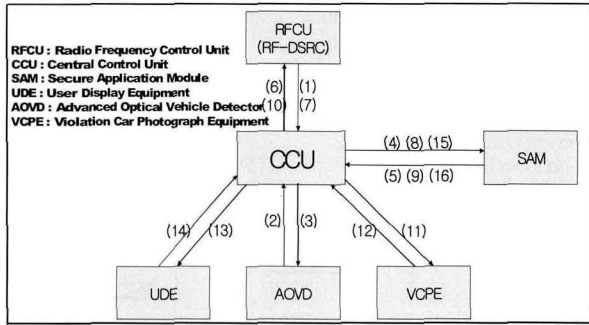 RFCU
(RF-DSRC)
RFCU : Radio Frequency Control Unit
CCU : Central Control Unit
SAM : Secure Application Module
UDE : User Display Equipment
AOVD : Advanced Optical Vehicle Detector
VCPE : Violation Car Photograph Equipment
(6) (1)
(10) (7)
CCU
(4) (8) (15)
(5) (9) (16)
SAM
(14) (13)
(2) (3)
(12) (11)
UDE
AOVD
VCPE